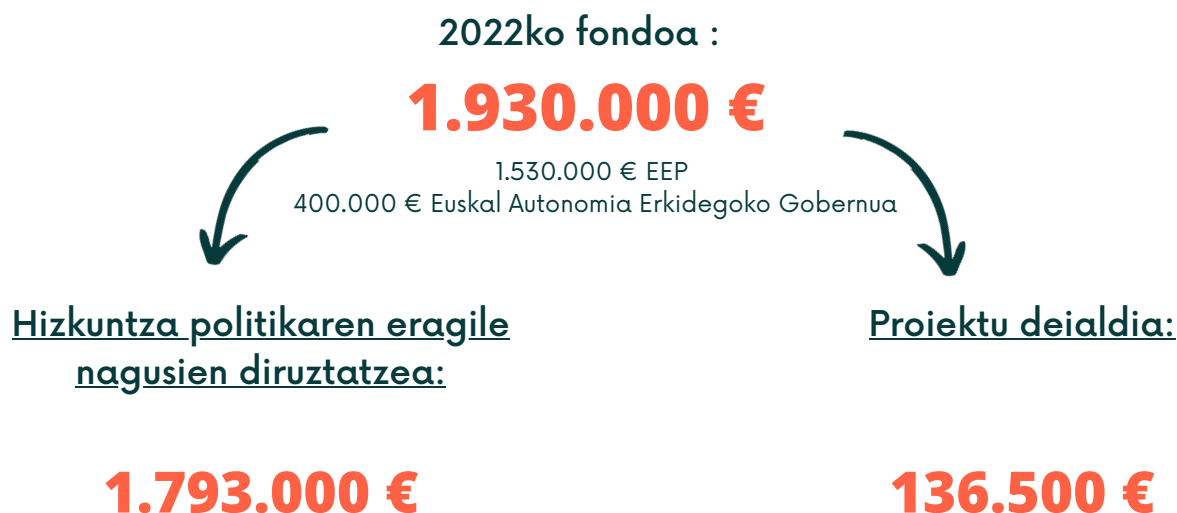 2022ko fondoa :
1.930.000 €
1.530.000 € EEP
400.000 € Euskal Autonomia Erkidegoko Gobernua
Hizkuntza politikaren eragile
nagusien diruztatzea:
1.793.000 €
Proiektu deialdia:
136.500 €